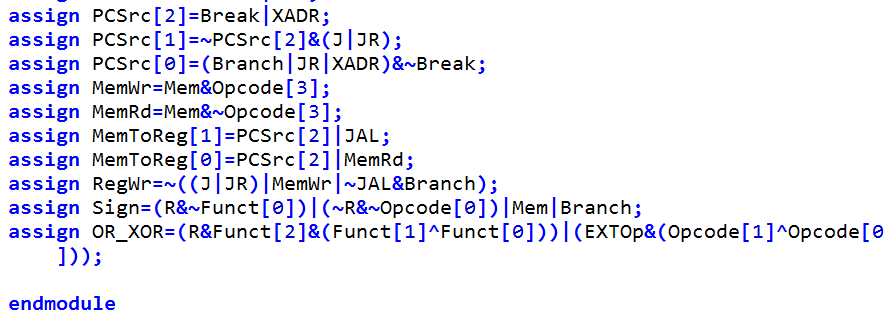 assign PCSrc[2]=Break|XADR;
assign PCSrc[1]=~PCSrc[2]&(J|JR);
assign PCSrc[0]=(Branch|JR|XADR)&~Break;
assign MemWr=Mem&Opcode[3];
assign MemRd=Mem&~Opcode[3];
assign MemToReg[1]=PCSrc[2]|JAL;
assign MemToReg[0]=PCSrc[2]|MemRd;
assign RegWr=~((J|JR)|MemWr|~JAL&Branch);
assign Sign=(R&~Funct[0])|(~R&~Opcode[0])|Mem|Branch;
assign OR_XOR=(R&Funct[2]&(Funct[1]^Funct[0]))|(EXTOp&(Opcode[1]^Opcode[0
]));
endmodule